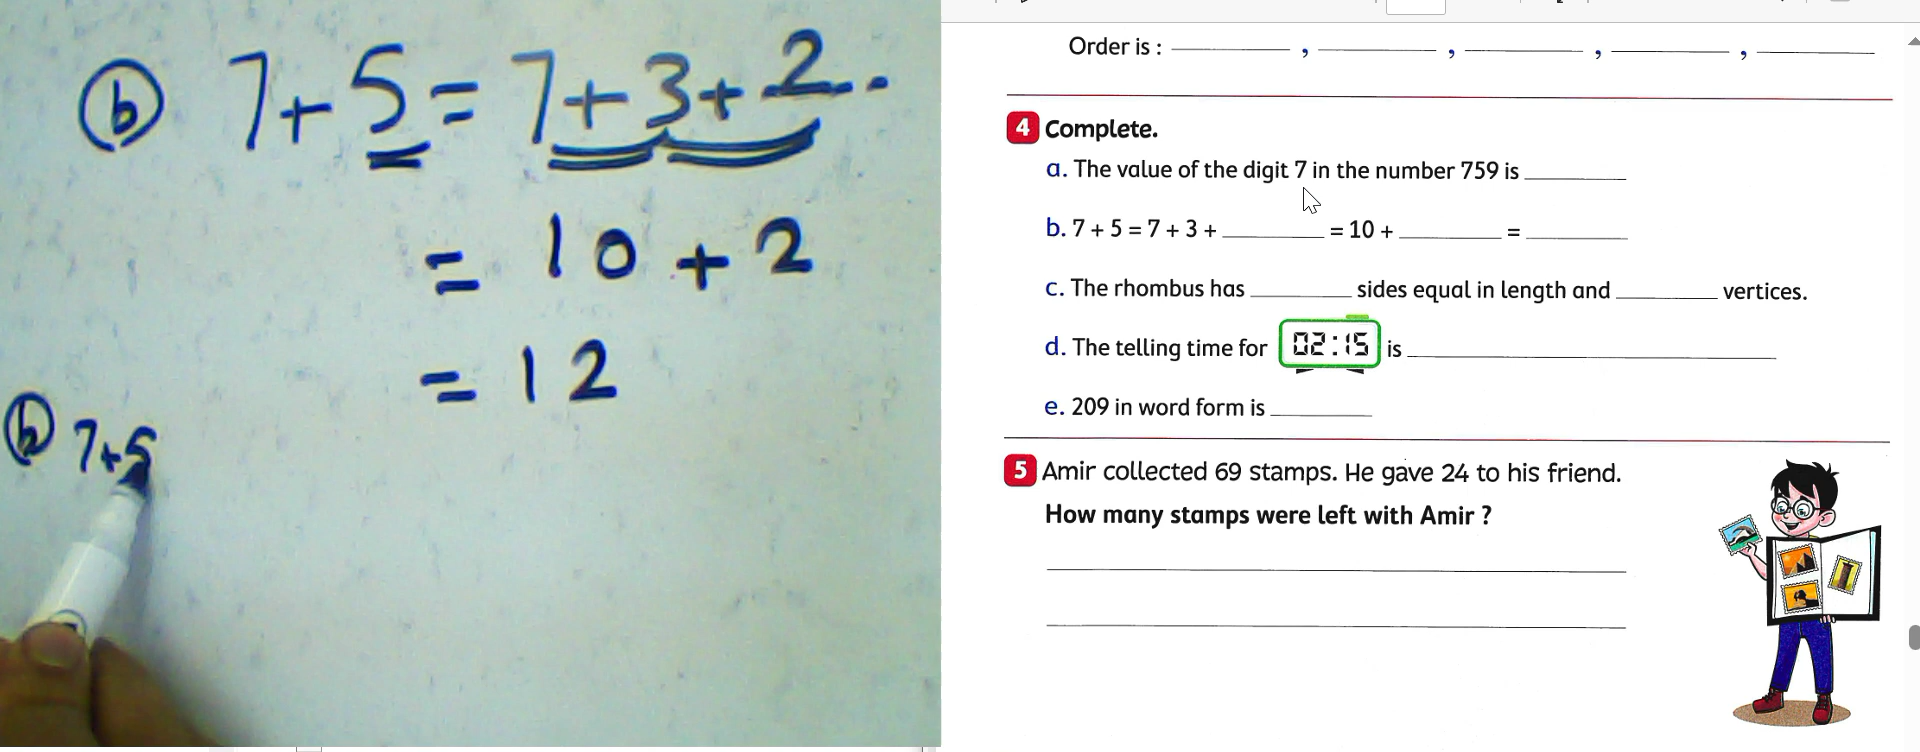 b 7 + 5 = 7 + 3 + 2
= 10 + 2
= 12
b 7+5
Order is : , , , ,
4 Complete.
a. The value of the digit 7 in the number 759 is
b. 7 + 5 = 7 + 3 + = 10 + =
c. The rhombus has sides equal in length and vertices.
d. The telling time for 02:15 is
e. 209 in word form is
5 Amir collected 69 stamps. He gave 24 to his friend.
How many stamps were left with Amir ?